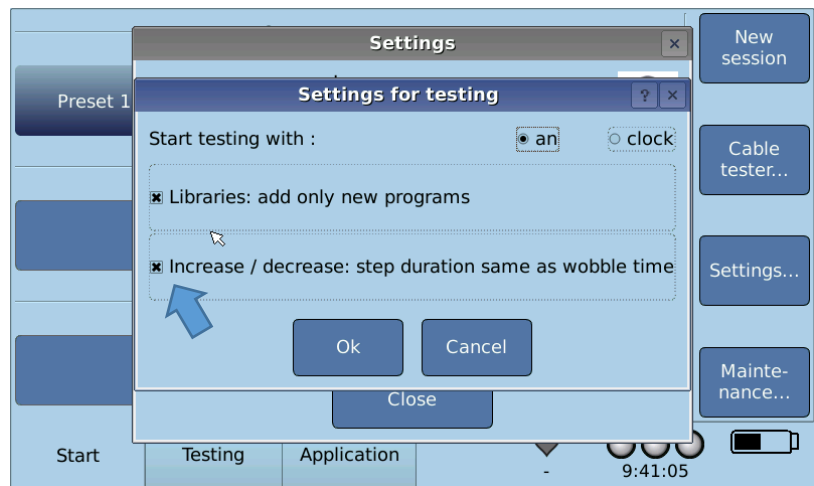 Settings
New
session
Preset 1
Settings for testing
?
Start testing with :
an
clock
Cable
tester...
Libraries: add only new programs
Increase / decrease: step duration same as wobble time
Settings...
Ok
Cancel
Mainte-
nance...
Close
Start
Testing
Application
-
9:41:05